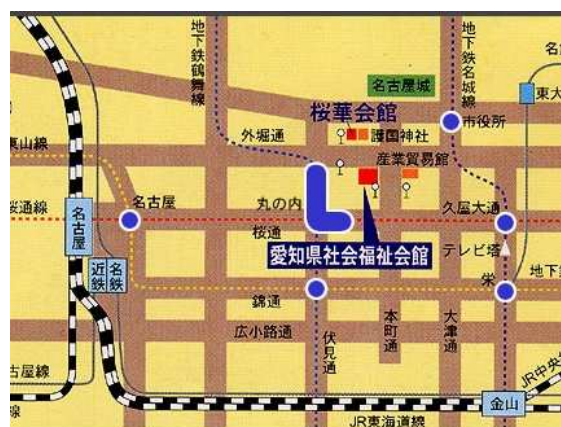 地下鉄鶴舞線
地下鉄名城線
名古屋城
桜華会館
市役所
外堀通
護国神社
産業貿易館
東山線
名古屋
丸の内
久屋大通
桜通線
名古屋
桜通
テレビ塔
愛知県社会福祉会館
近鉄
名鉄
栄
錦通
広小路通
伏見通
本町通
大津通
古屋線
JR中央
金山
JR東海道線